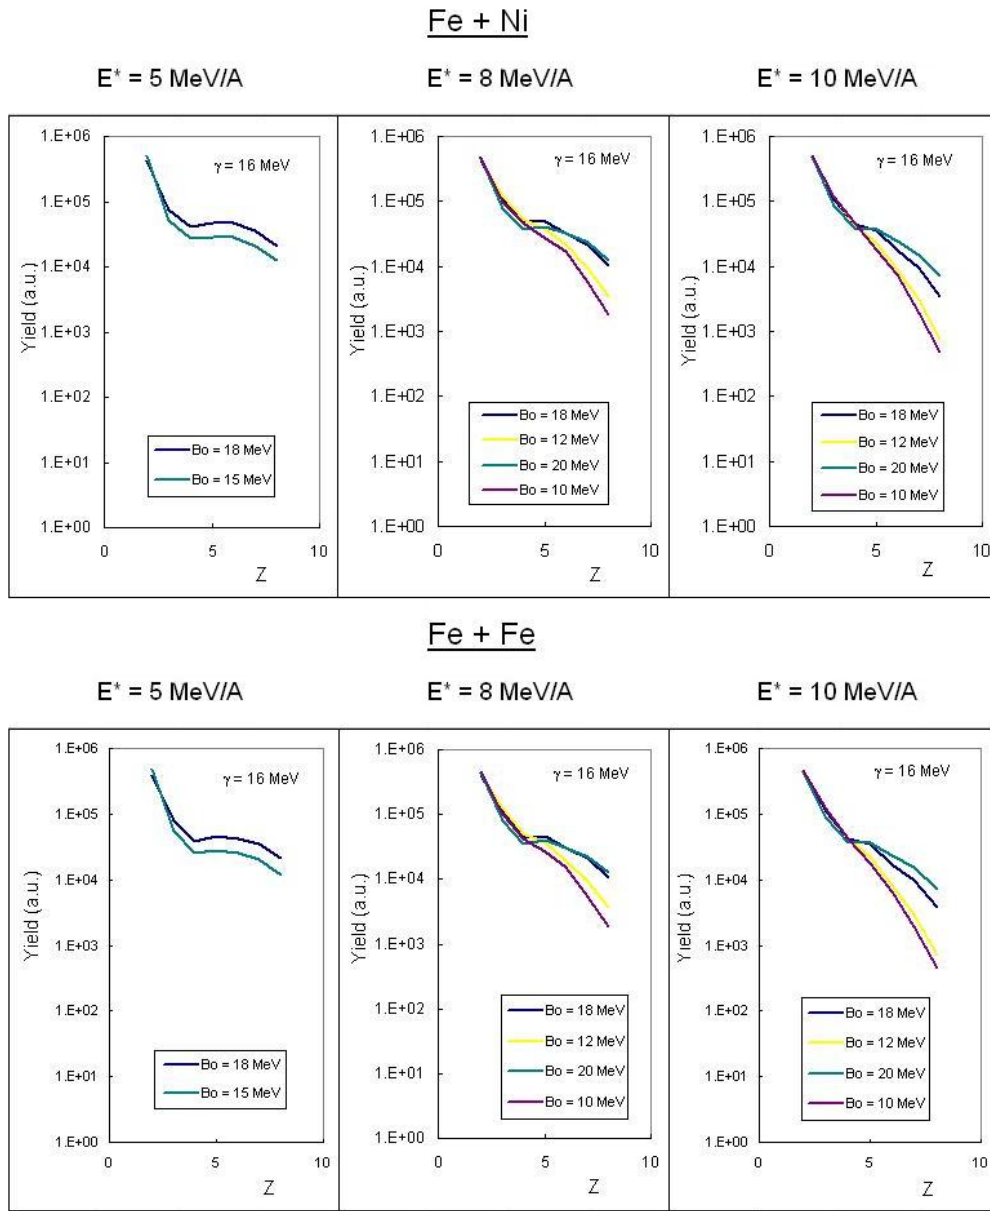 Fe + Ni
E* = 5 MeV/A
E* = 8 MeV/A
E* = 10 MeV/A
1.E+06
1.E+05
1.E+04
1.E+03
1.E+02
1.E+01
1.E+00
Yield (a.u.)
γ = 16 MeV
Bo = 18 MeV
Bo = 15 MeV
0
5
10
Z
1.E+06
1.E+05
1.E+04
1.E+03
1.E+02
1.E+01
1.E+00
Yield (a.u.)
γ = 16 MeV
Bo = 18 MeV
Bo = 12 MeV
Bo = 20 MeV
Bo = 10 MeV
0
5
10
Z
1.E+06
1.E+05
1.E+04
1.E+03
1.E+02
1.E+01
1.E+00
Yield (a.u.)
γ = 16 MeV
Bo = 18 MeV
Bo = 12 MeV
Bo = 20 MeV
Bo = 10 MeV
0
5
10
Z
Fe + Fe
E* = 5 MeV/A
E* = 8 MeV/A
E* = 10 MeV/A
1.E+06
1.E+05
1.E+04
1.E+03
1.E+02
1.E+01
1.E+00
Yield (a.u.)
γ = 16 MeV
Bo = 18 MeV
Bo = 15 MeV
0
5
10
Z
1.E+06
1.E+05
1.E+04
1.E+03
1.E+02
1.E+01
1.E+00
Yield (a.u.)
γ = 16 MeV
Bo = 18 MeV
Bo = 12 MeV
Bo = 20 MeV
Bo = 10 MeV
0
5
10
Z
1.E+06
1.E+05
1.E+04
1.E+03
1.E+02
1.E+01
1.E+00
Yield (a.u.)
γ = 16 MeV
Bo = 18 MeV
Bo = 12 MeV
Bo = 20 MeV
Bo = 10 MeV
0
5
10
Z